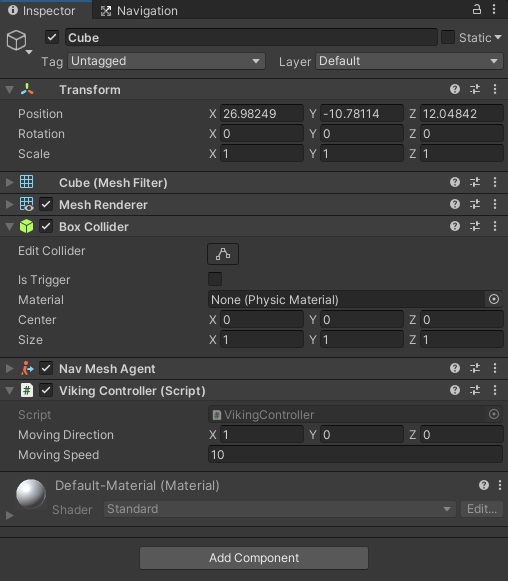 Inspector Navigation
Cube Static
Tag Untagged Layer Default
Transform
Position X 26.98249 Y -10.78114 Z 12.04842
Rotation X 0 Y 0 Z 0
Scale X 1 Y 1 Z 1
Cube (Mesh Filter)
Mesh Renderer
Box Collider
Edit Collider
Is Trigger
Material None (Physic Material)
Center X 0 Y 0 Z 0
Size X 1 Y 1 Z 1
Nav Mesh Agent
# Viking Controller (Script)
Script # VikingController
Moving Direction X 1 Y 0 Z 0
Moving Speed 10
Default-Material (Material)
Shader Standard Edit...
Add Component